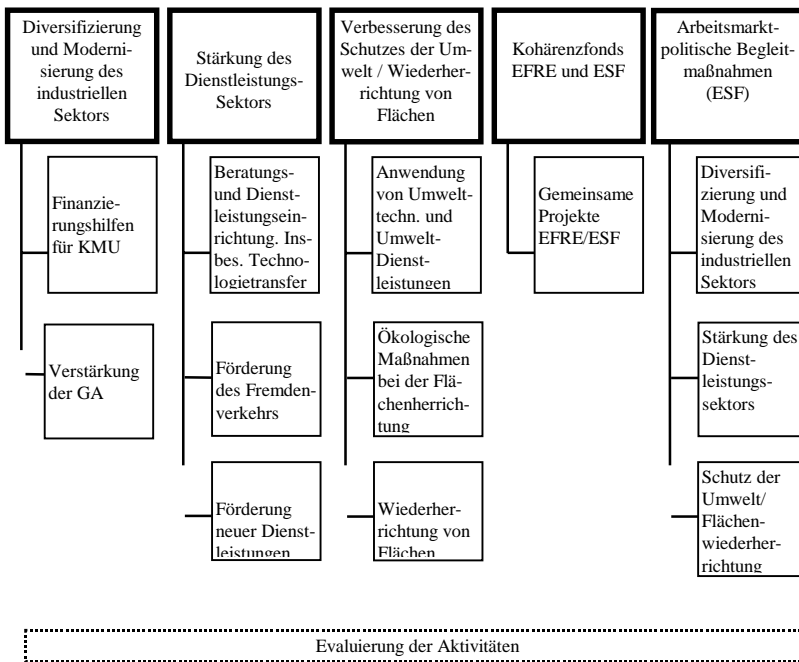 Diversifizierung
und Moderni-
sierung des
industriellen
Sektors
Stärkung des
Dienstleistungs-
Sektors
Verbesserung des
Schutzes der Um-
welt / Wiederher-
richtung von
Flächen
Kohärenzfonds
EFRE und ESF
Arbeitsmarkt-
politische Begleit-
maßnahmen
(ESF)
Finanzie-
rungshilfen
für KMU
Verstärkung
der GA
Beratungs-
und Dienst-
leistungsein-
richtung. Ins-
bes. Techno-
logietransfer
Förderung
des Fremden-
verkehrs
Förderung
neuer Dienst-
leistungen
Anwendung
von Umwelt-
techn. und
Umwelt-
Dienst-
leistungen
Ökologische
Maßnahmen
bei der Flä-
chenherrich-
tung
Wiederher-
richtung von
Flächen
Gemeinsame
Projekte
EFRE/ESF
Diversifi-
zierung und
Moderni-
sierung des
industriellen
Sektors
Stärkung des
Dienst-
leistungs-
sektors
Schutz der
Umwelt/
Flächen-
wiederher-
richtung
Evaluierung der Aktivitäten